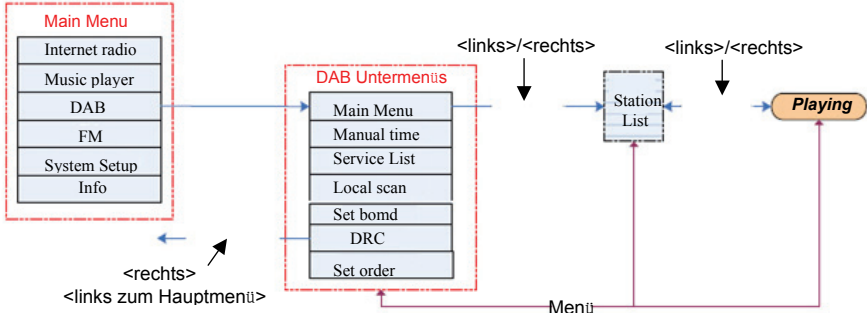 Main Menu
Internet radio
Music player
DAB
FM
System Setup
Info
DAB Untermenüs
Main Menu
Manual time
Service List
Local scan
Set bomd
DRC
Set order
<links>/<rechts>
<links>/<rechts>
Station
List
Playing
<rechts>
<links zum Hauptmenü>
Menü